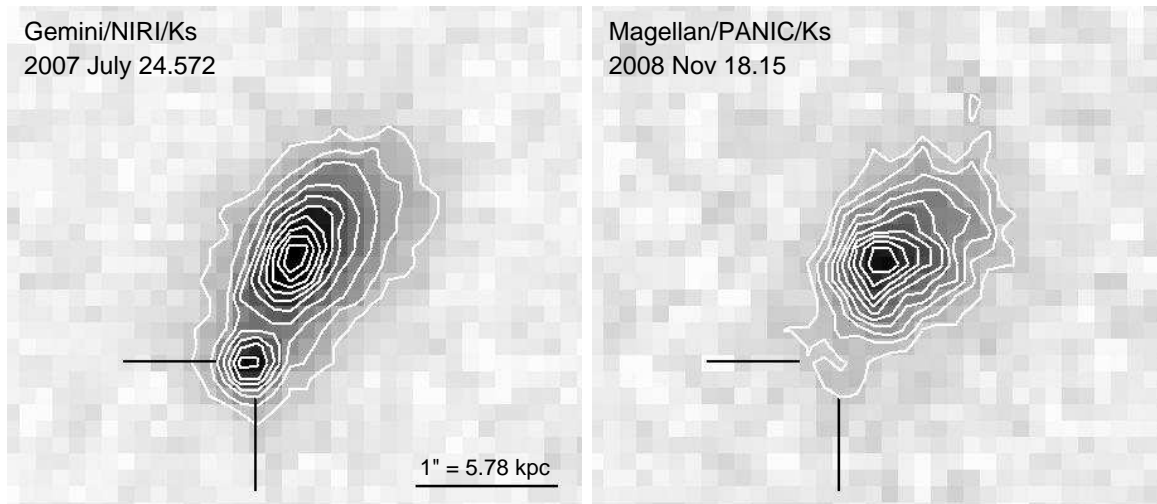 Gemini/NIRI/Ks
2007 July 24.572
1" = 5.78 kpc
Magellan/PANIC/Ks
2008 Nov 18.15